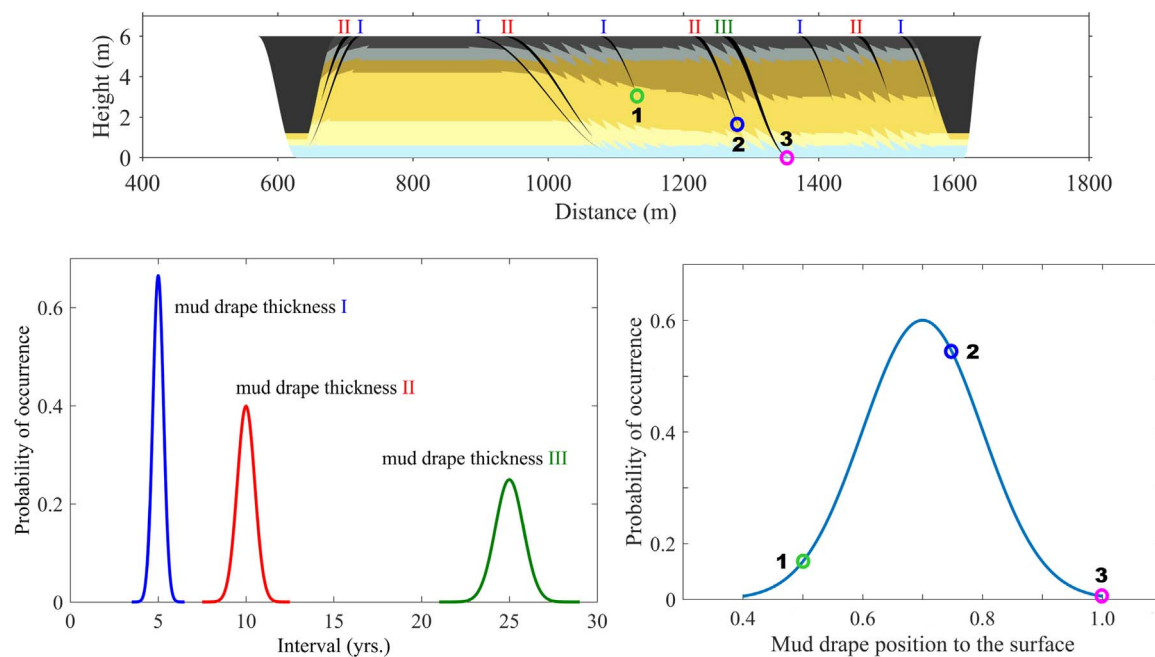 II I I II I II III I II I
Height (m)
6
4
2
0
1
2
3
400 600 800 1000 1200 1400 1600 1800
Distance (m)
Probability of occurrence
0.6
0.4
0.2
0
mud drape thickness I
mud drape thickness II
mud drape thickness III
0 5 10 15 20 25 30
Interval (yrs.)
Probability of occurrence
0.6
0.4
0.2
0
2
1
3
0.4 0.6 0.8 1.0
Mud drape position to the surface